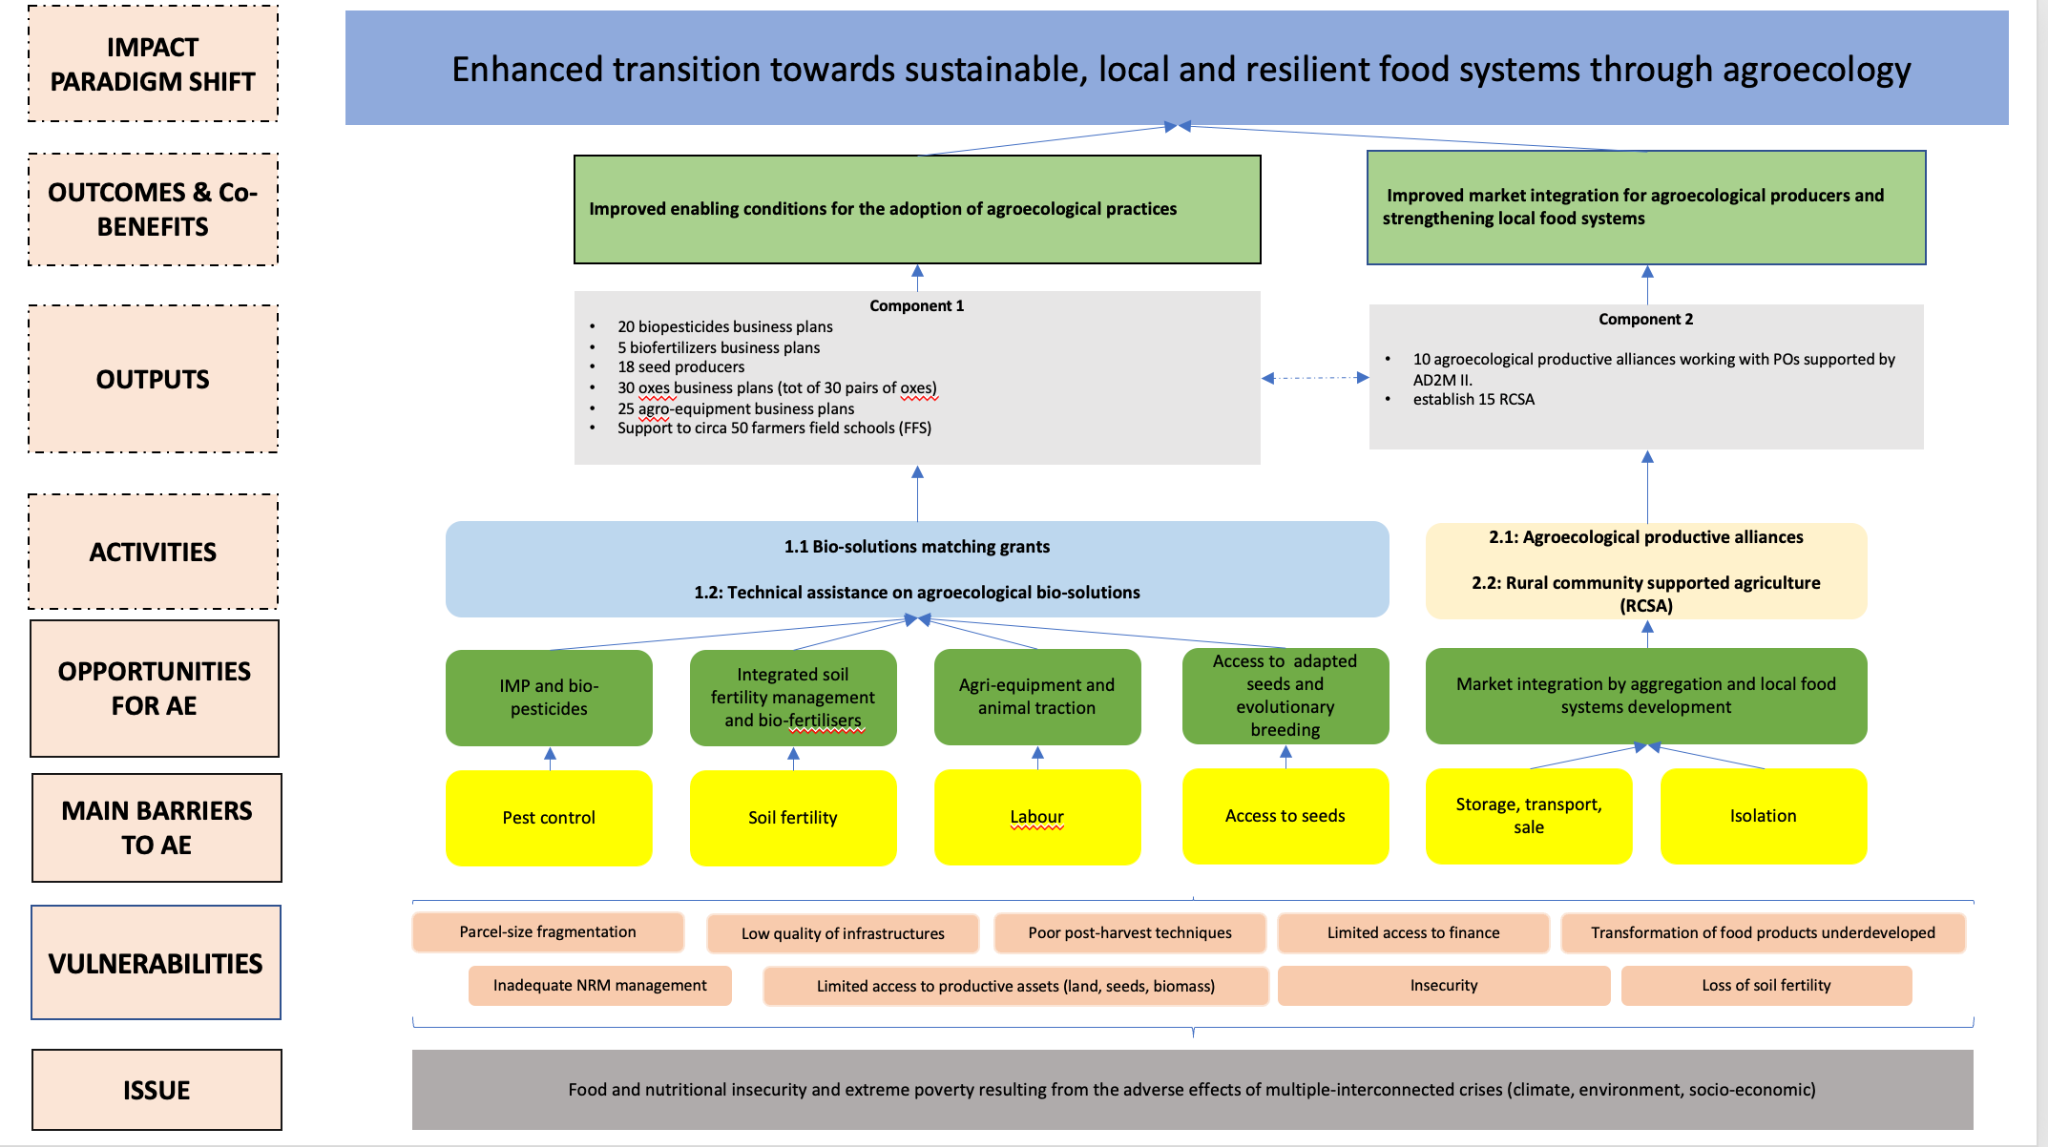 IMPACT
PARADIGM SHIFT
Enhanced transition towards sustainable, local and resilient food systems through agroecology
OUTCOMES & Co-
BENEFITS
Improved enabling conditions for the adoption of agroecological practices
Improved market integration for agroecological producers and
strengthening local food systems
OUTPUTS
Component 1
• 20 biopesticides business plans
• 5 biofertilizers business plans
• 18 seed producers
• 30 oxes business plans (tot of 30 pairs of oxes)
• 25 agro-equipment business plans
• Support to circa 50 farmers field schools (FFS)
Component 2
• 10 agroecological productive alliances working with POs supported by
AD2M II.
• establish 15 RCSA
ACTIVITIES
1.1 Bio-solutions matching grants
1.2: Technical assistance on agroecological bio-solutions
2.1: Agroecological productive alliances
2.2: Rural community supported agriculture
(RCSA)
OPPORTUNITIES
FOR AE
IMP and bio-
pesticides
Integrated soil
fertility management
and bio-fertilisers
Agri-equipment and
animal traction
Access to adapted
seeds and
evolutionary
breeding
Market integration by aggregation and local food
systems development
MAIN BARRIERS
TO AE
Pest control
Soil fertility
Labour
Access to seeds
Storage, transport,
sale
Isolation
VULNERABILITIES
Parcel-size fragmentation
Low quality of infrastructures
Poor post-harvest techniques
Limited access to finance
Transformation of food products underdeveloped
Inadequate NRM management
Limited access to productive assets (land, seeds, biomass)
Insecurity
Loss of soil fertility
ISSUE
Food and nutritional insecurity and extreme poverty resulting from the adverse effects of multiple-interconnected crises (climate, environment, socio-economic)